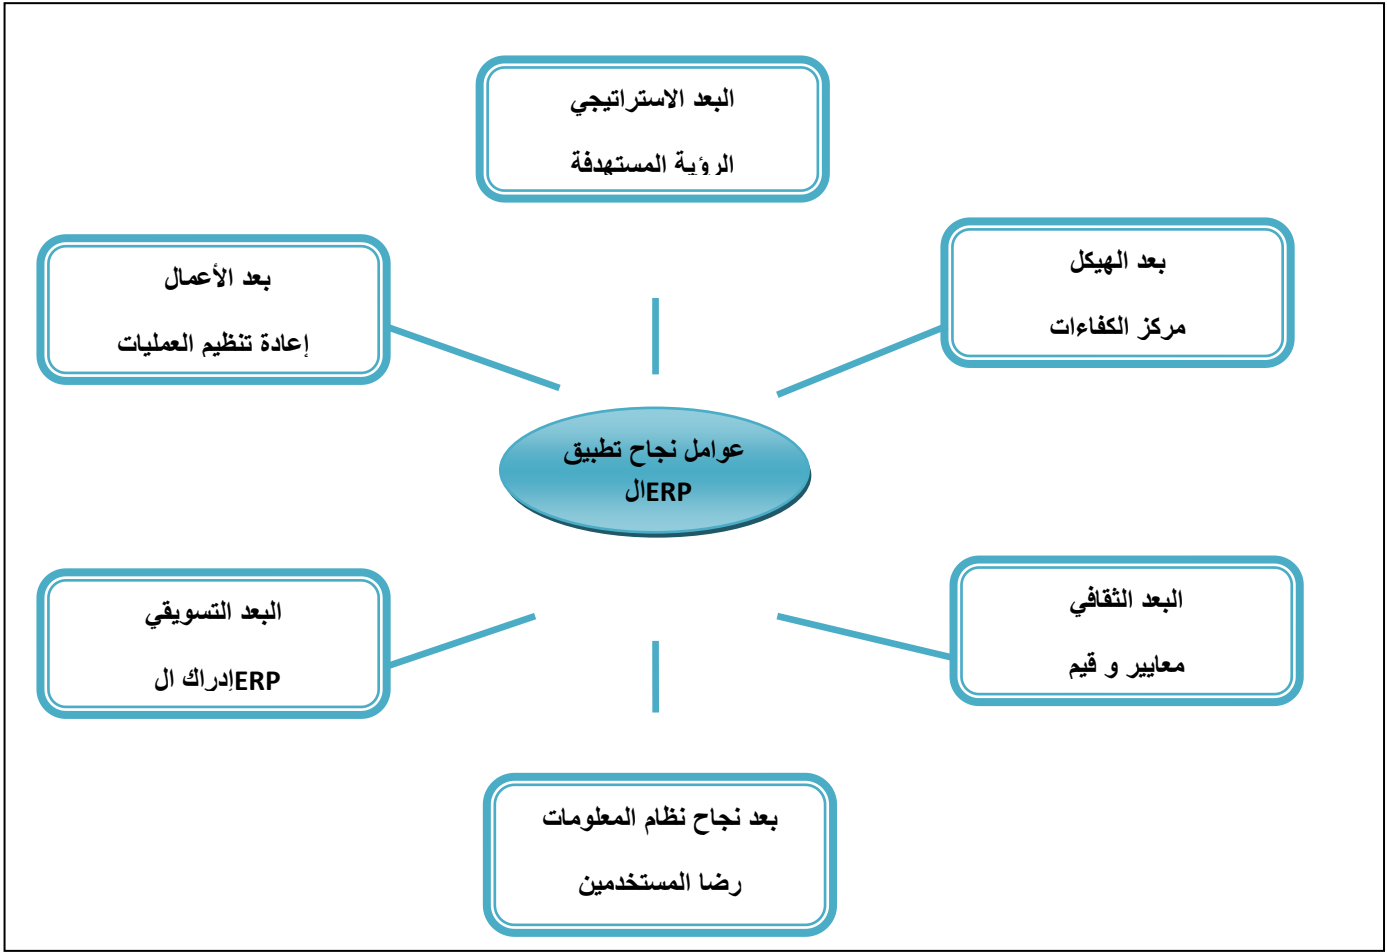 البعد الاستراتيجي
الرؤية المستهدفة
بعد الهيكل
مركز الكفاءات
بعد الأعمال
إعادة تنظيم العمليات
عوامل نجاح تطبيق
الERP
البعد الثقافي
معايير و قيم
البعد التسويقي
إدراك الERP
بعد نجاح نظام المعلومات
رضا المستخدمين